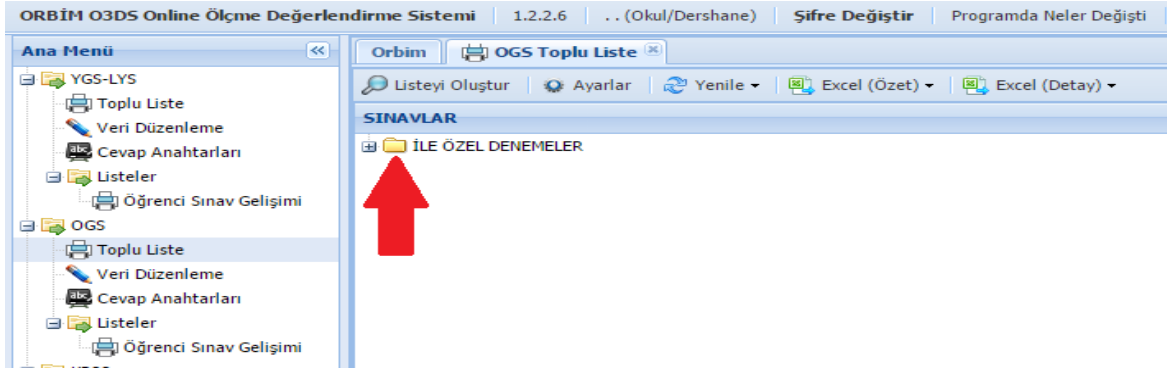 ORBİM O3DS Online Ölçme Değerlendirme Sistemi 1.2.2.6 . . (Okul/Dershane) Şifre Değiştir Programda Neler Değişti
Ana Menü
YGS-LYS
Toplu Liste
Veri Düzenleme
Cevap Anahtarları
Listeler
Öğrenci Sınav Gelişimi
OGS
Toplu Liste
Veri Düzenleme
Cevap Anahtarları
Listeler
Öğrenci Sınav Gelişimi
Orbim OGS Toplu Liste
Listeyi Oluştur Ayarlar Yenile Excel (Özet) Excel (Detay)
SINAVLAR
İLE ÖZEL DENEMELER